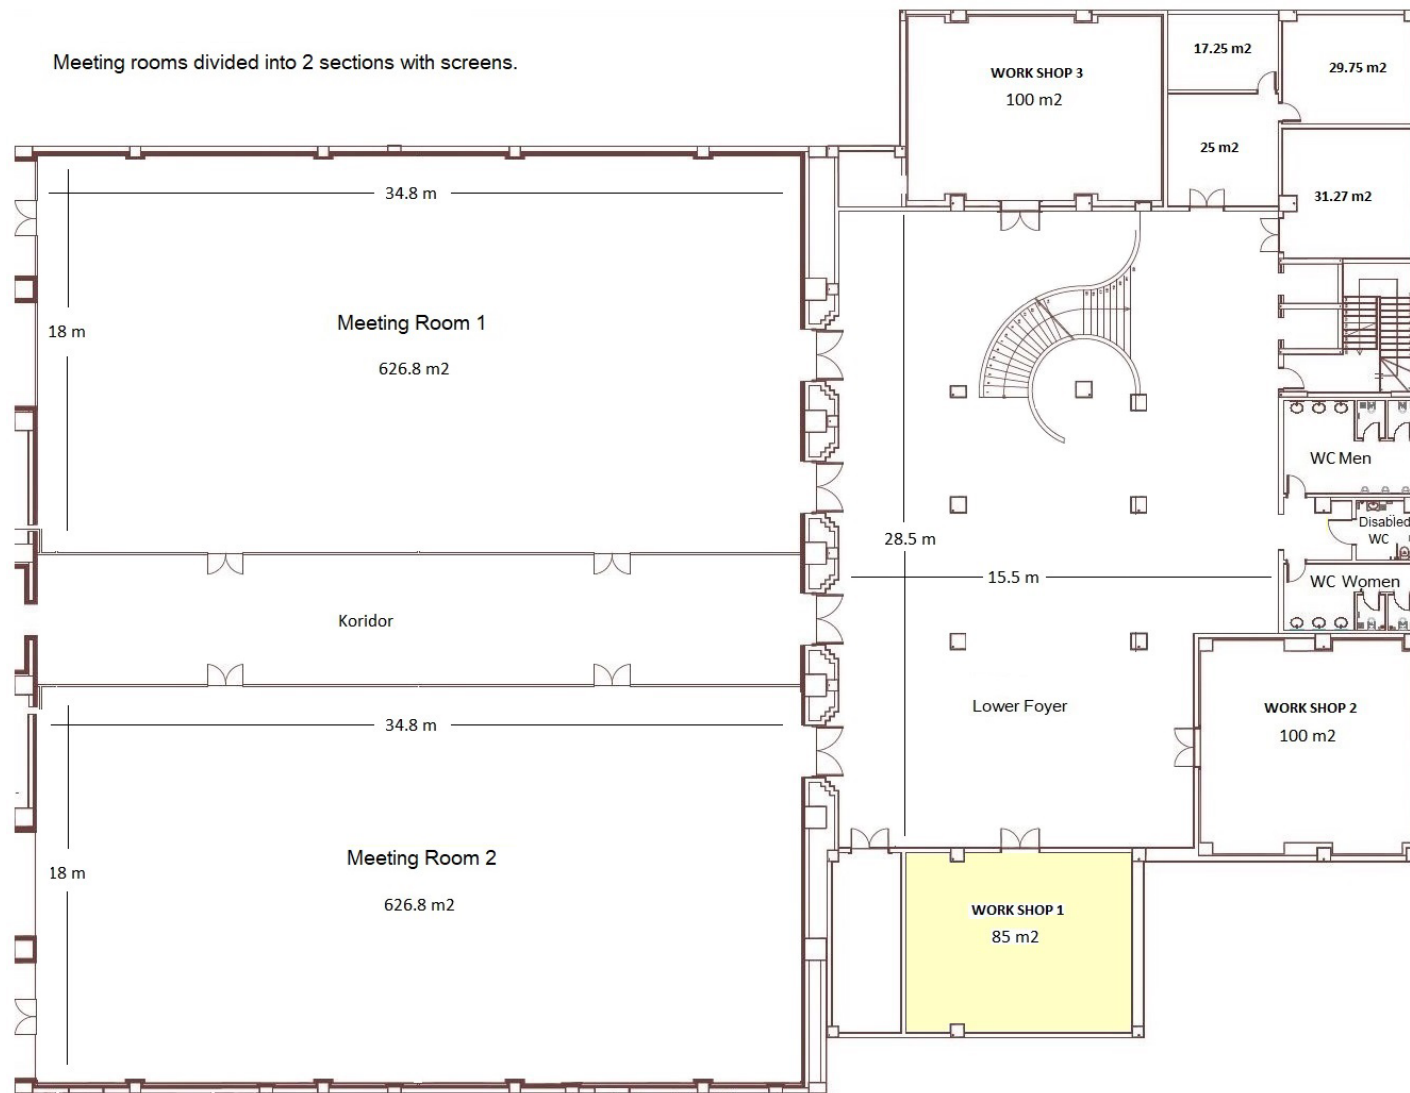 Meeting rooms divided into 2 sections with screens.
WORK SHOP 3
100 m2
17.25 m2
29.75 m2
25 m2
31.27 m2
34.8 m
18 m
Meeting Room 1
626.8 m2
WC Men
Disabled
WC
WC Women
28.5 m
15.5 m
Koridor
Lower Foyer
WORK SHOP 2
100 m2
34.8 m
18 m
Meeting Room 2
626.8 m2
WORK SHOP 1
85 m2